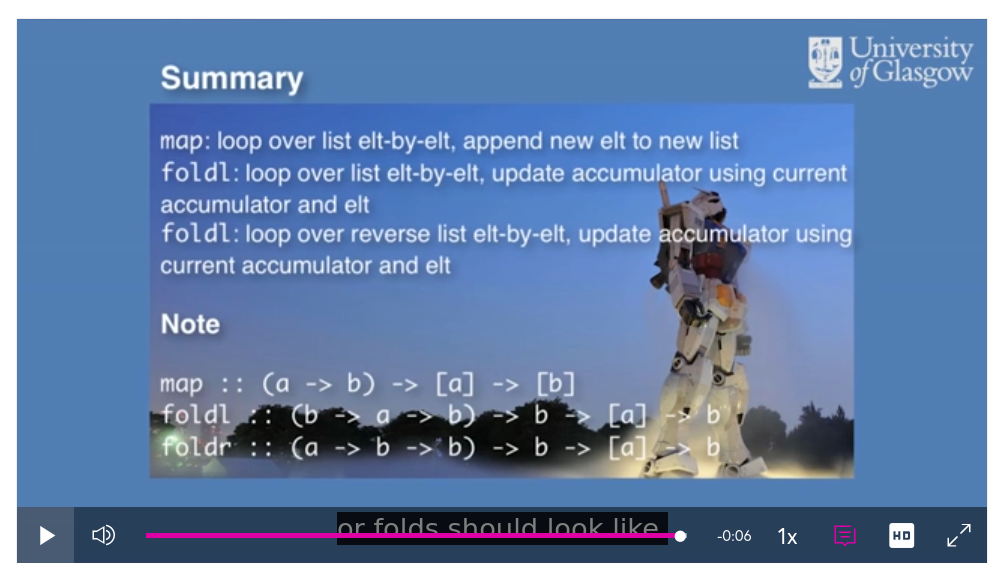 University
of Glasgow
Summary
map: loop over list elt-by-elt, append new elt to new list
foldl: loop over list elt-by-elt, update accumulator using current
accumulator and elt
foldl: loop over reverse list elt-by-elt, update accumulator using
current accumulator and elt
Note
map :: (a -> b) -> [a] -> [b]
foldl :: (b -> a -> b) -> b -> [a] -> b
foldr :: (a -> b -> b) -> b -> [a] -> b
or folds should look like
-0:06
1x
HD